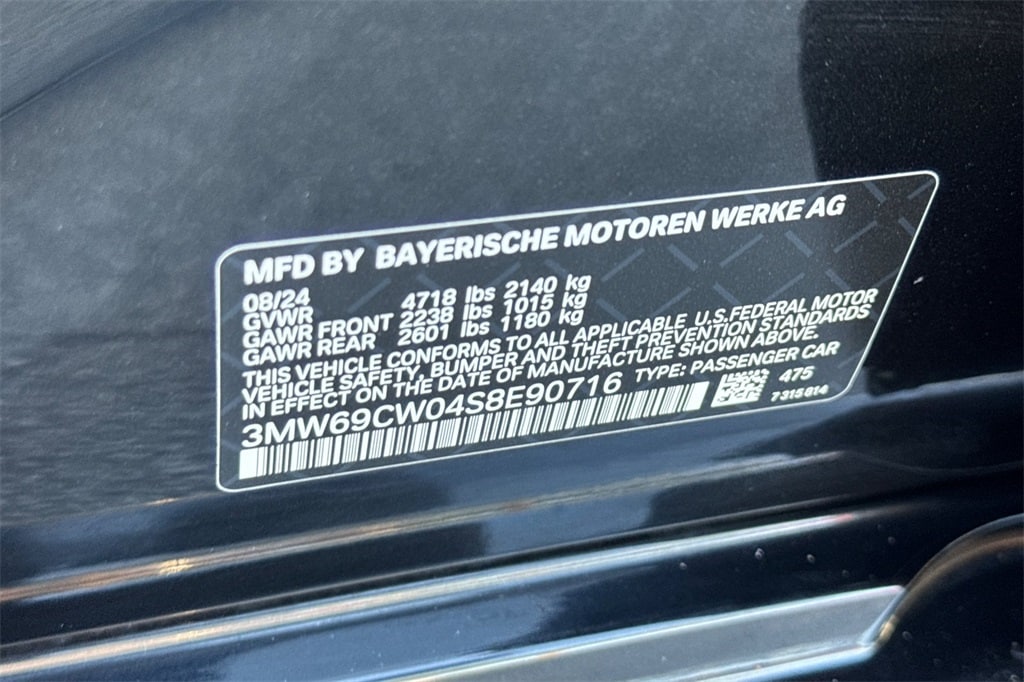 MFD BY BAYERISCHE MOTOREN WERKE AG
08/24
GVWR 4718 lbs 2140 kg
GAWR FRONT 2238 lbs 1015 kg
GAWR REAR 2601 lbs 1180 kg
THIS VEHICLE CONFORMS TO ALL APPLICABLE U.S.FEDERAL MOTOR
VEHICLE SAFETY, BUMPER AND THEFT PREVENTION STANDARDS
IN EFFECT ON THE DATE OF MANUFACTURE SHOWN ABOVE.
3MW69CW04S8E90716 TYPE: PASSENGER CAR
475
7315614